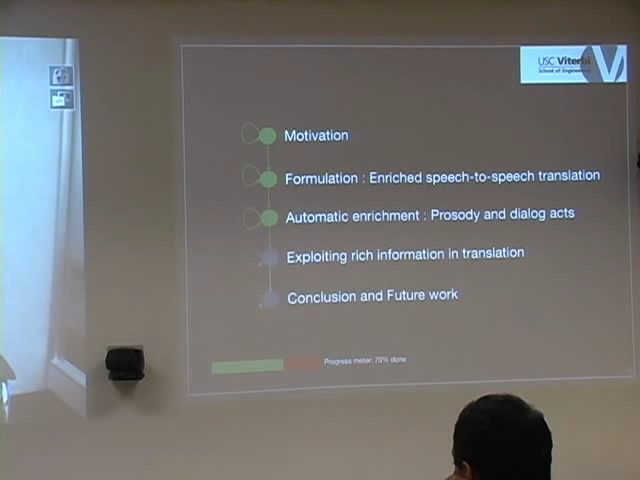 USC Viterbi
School of Engineering
Motivation
Formulation : Enriched speech-to-speech translation
Automatic enrichment : Prosody and dialog acts
Exploiting rich information in translation
Conclusion and Future work
Progress meter: 70% done